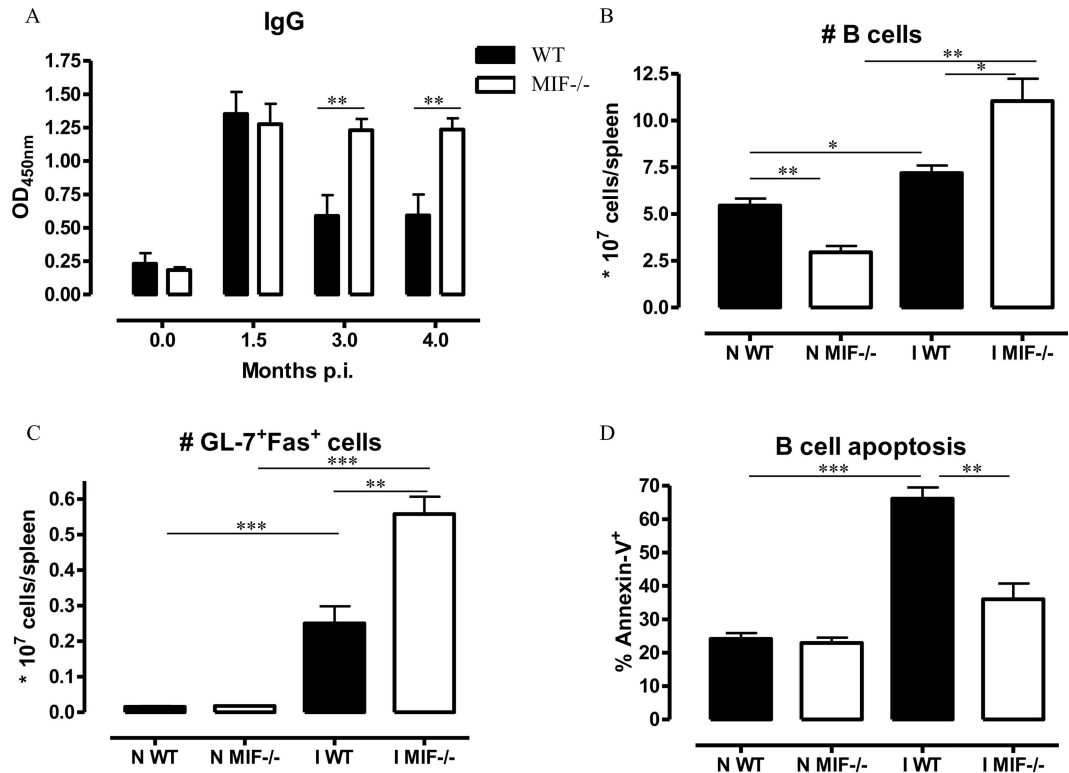 A
IgG
WT
MIF-/-
OD450nm
1.75
1.50
1.25
1.00
0.75
0.50
0.25
0.00
** **
0.0 1.5 3.0 4.0
Months p.i.
B
# B cells
* 10⁷ cells/spleen
12.5
10.0
7.5
5.0
2.5
0.0
**
*
*
**
N WT N MIF-/- I WT I MIF-/-
C
# GL-7⁺Fas⁺ cells
* 10⁷ cells/spleen
0.6
0.5
0.4
0.3
0.2
0.1
0.0
***
**
***
N WT N MIF-/- I WT I MIF-/-
D
B cell apoptosis
% Annexin-V⁺
70
60
50
40
30
20
10
0
*** **
N WT N MIF-/- I WT I MIF-/-